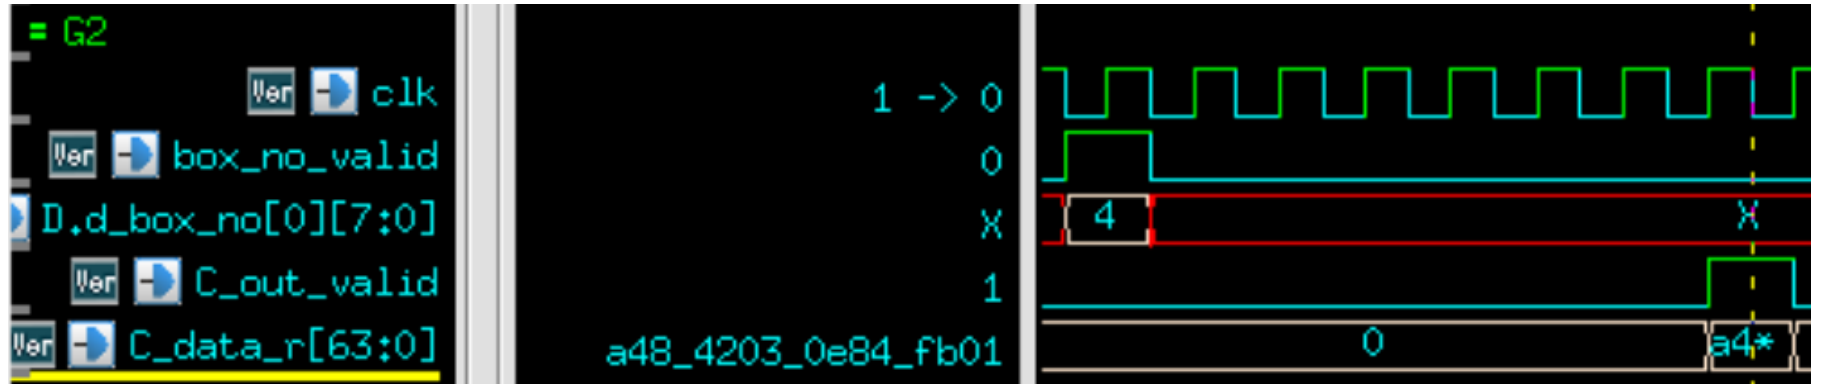 = G2
Ver clk 1 -> 0
Ver box_no_valid 0
D.d_box_no[0][7:0] X 4 X
Ver C_out_valid 1
Ver C_data_r[63:0] a48_4203_0e84_fb01 0 a4*